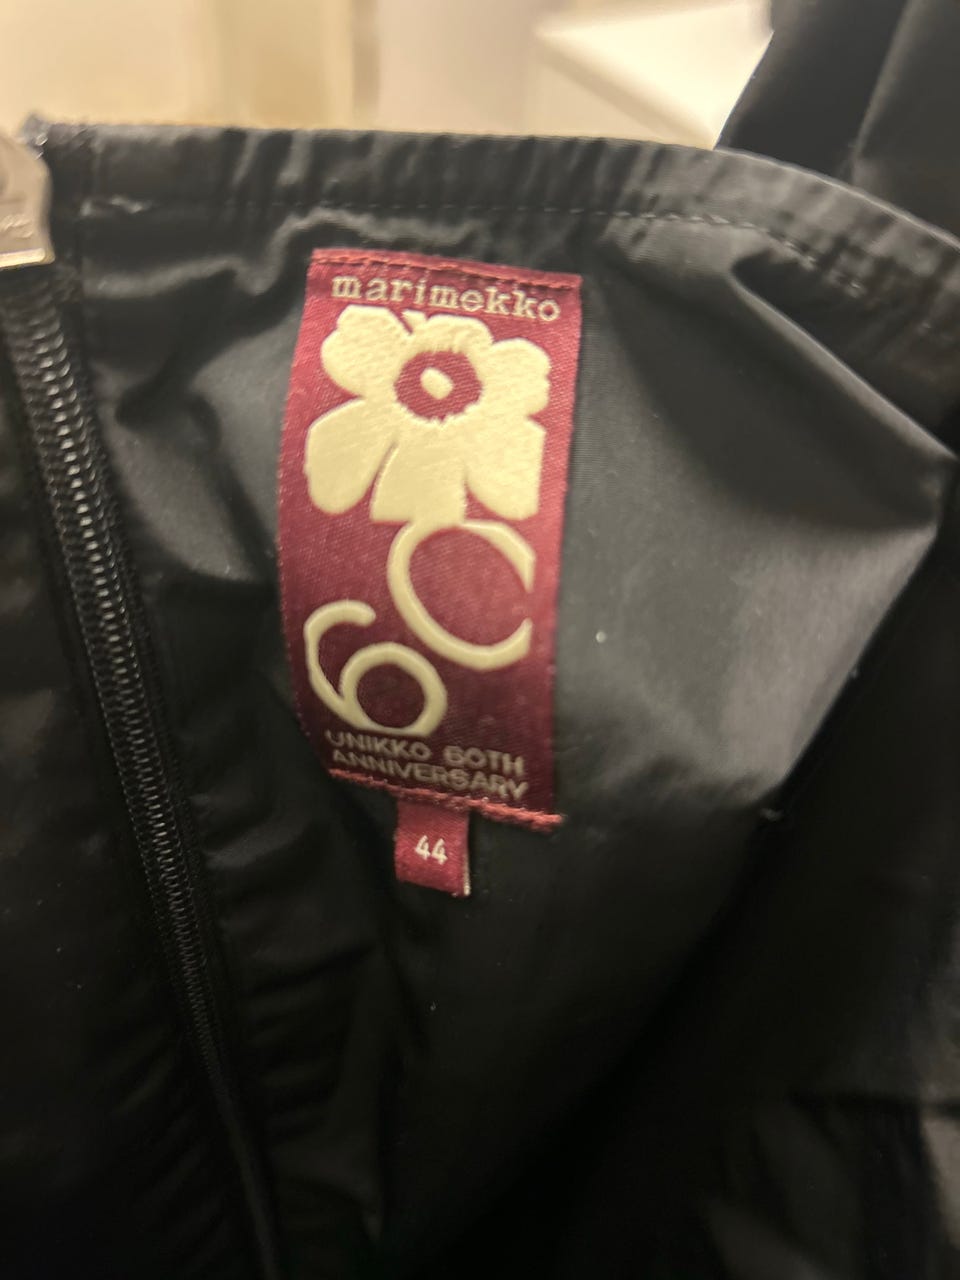 marimekko
60
UNIKKO 60TH
ANNIVERSARY
44